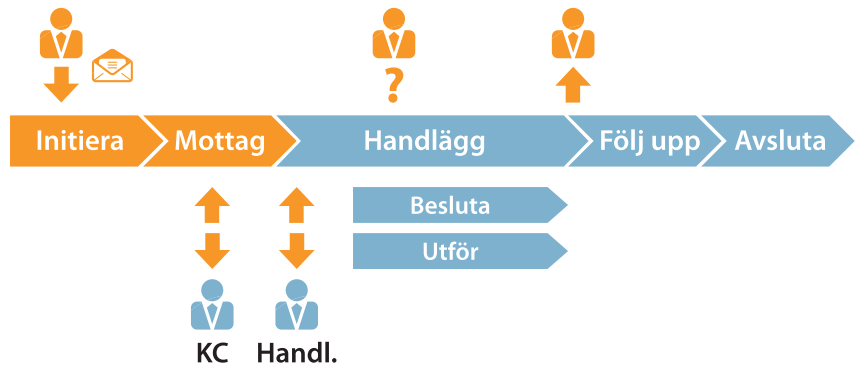 ?
Initiera
Mottag
Handlägg
Följ upp
Avsluta
Besluta
Utför
KC
Handl.